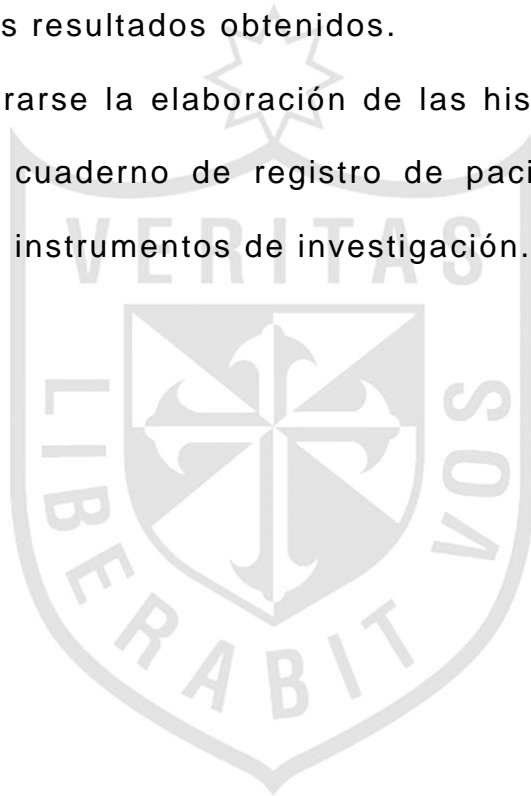 s resultados obtenidos.
rarse la elaboración de las his
cuaderno de registro de paci
instrumentos de investigación.
VERITAS
LIBERABIT VOS